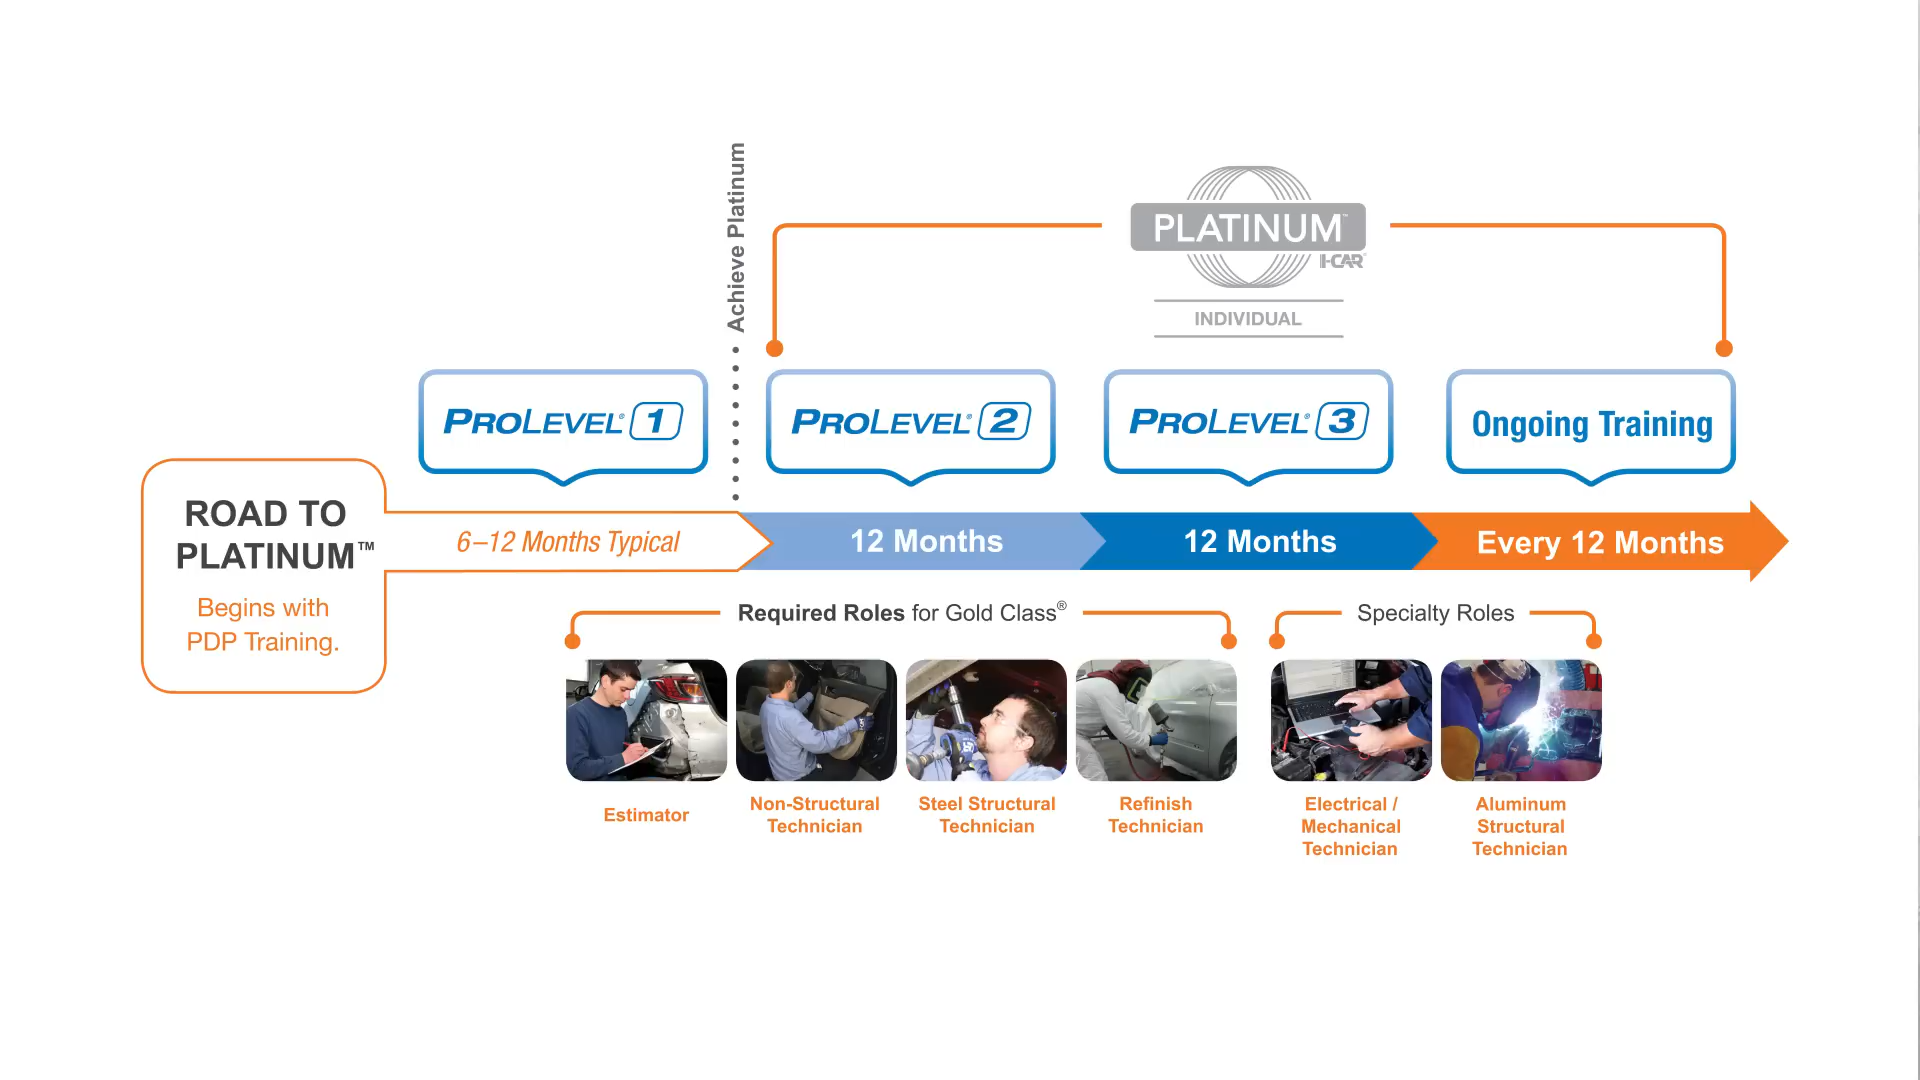 Achieve Platinum
PLATINUM™
I-CAR®
INDIVIDUAL
PROLEVEL® 1
PROLEVEL® 2
PROLEVEL® 3
Ongoing Training
ROAD TO
PLATINUM™
Begins with
PDP Training.
6–12 Months Typical
12 Months
12 Months
Every 12 Months
Required Roles for Gold Class®
Specialty Roles
Estimator
Non-Structural
Technician
Steel Structural
Technician
Refinish
Technician
Electrical /
Mechanical
Technician
Aluminum
Structural
Technician